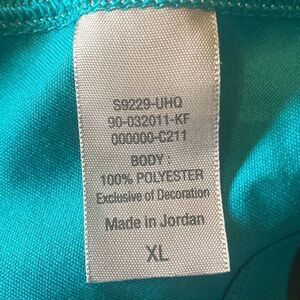 S9229-UHQ
90-032011-KF
000000-C211
BODY :
100% POLYESTER
Exclusive of Decoration
Made in Jordan
XL